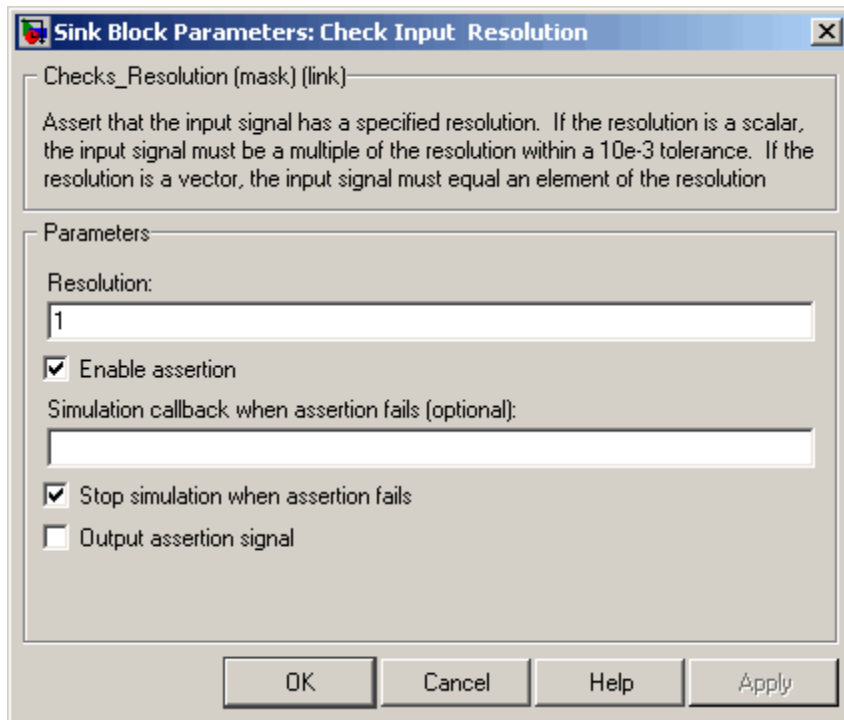 Sink Block Parameters: Check Input  Resolution
Checks_Resolution (mask) (link)
Assert that the input signal has a specified resolution.  If the resolution is a scalar,
the input signal must be a multiple of the resolution within a 10e-3 tolerance.  If the
resolution is a vector, the input signal must equal an element of the resolution
Parameters
Resolution:
1
Enable assertion
Simulation callback when assertion fails (optional):
Stop simulation when assertion fails
Output assertion signal
OK Cancel Help Apply